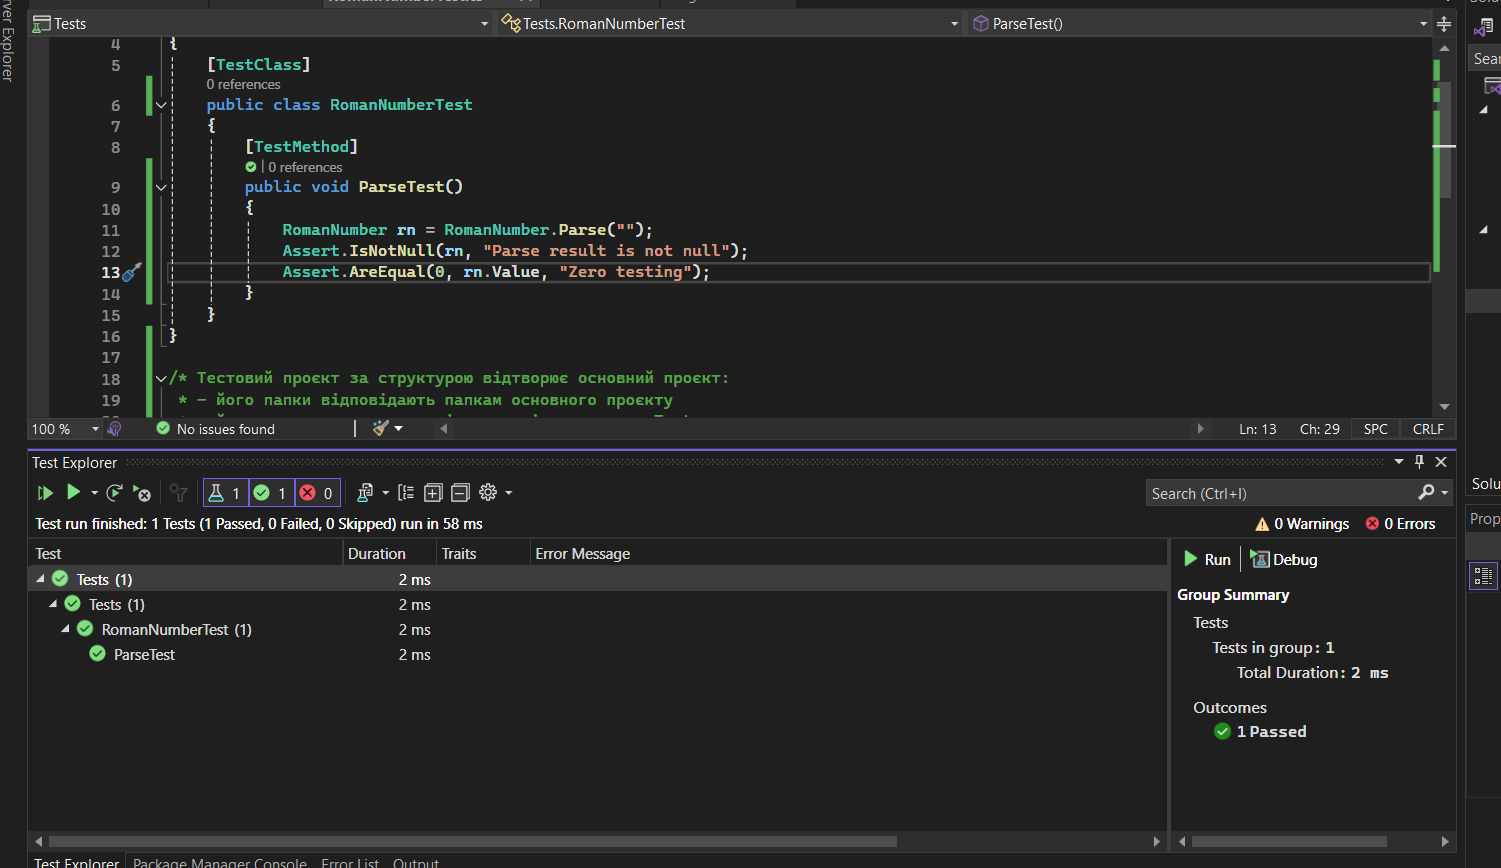 Tests
Tests.RomanNumberTest
ParseTest()
4 {
5 [TestClass]
0 references
6 public class RomanNumberTest
7 {
8 [TestMethod]
| 0 references
9 public void ParseTest()
10 {
11 RomanNumber rn = RomanNumber.Parse("");
12 Assert.IsNotNull(rn, "Parse result is not null");
13 Assert.AreEqual(0, rn.Value, "Zero testing");
14 }
15 }
16 }
17
18 /* Тестовий проєкт за структурою відтворює основний проєкт:
19 * - його папки відповідають папкам основного проєкту
100 %
No issues found
Ln: 13 Ch: 29 SPC CRLF
Test Explorer
1 1 0
Search (Ctrl+I)
Test run finished: 1 Tests (1 Passed, 0 Failed, 0 Skipped) run in 58 ms
0 Warnings 0 Errors
Test Duration Traits Error Message
Tests (1) 2 ms
Tests (1) 2 ms
RomanNumberTest (1) 2 ms
ParseTest 2 ms
Run Debug
Group Summary
Tests
Tests in group: 1
Total Duration: 2 ms
Outcomes
1 Passed
Test Explorer Package Manager Console Error List Output
Solu
Prop